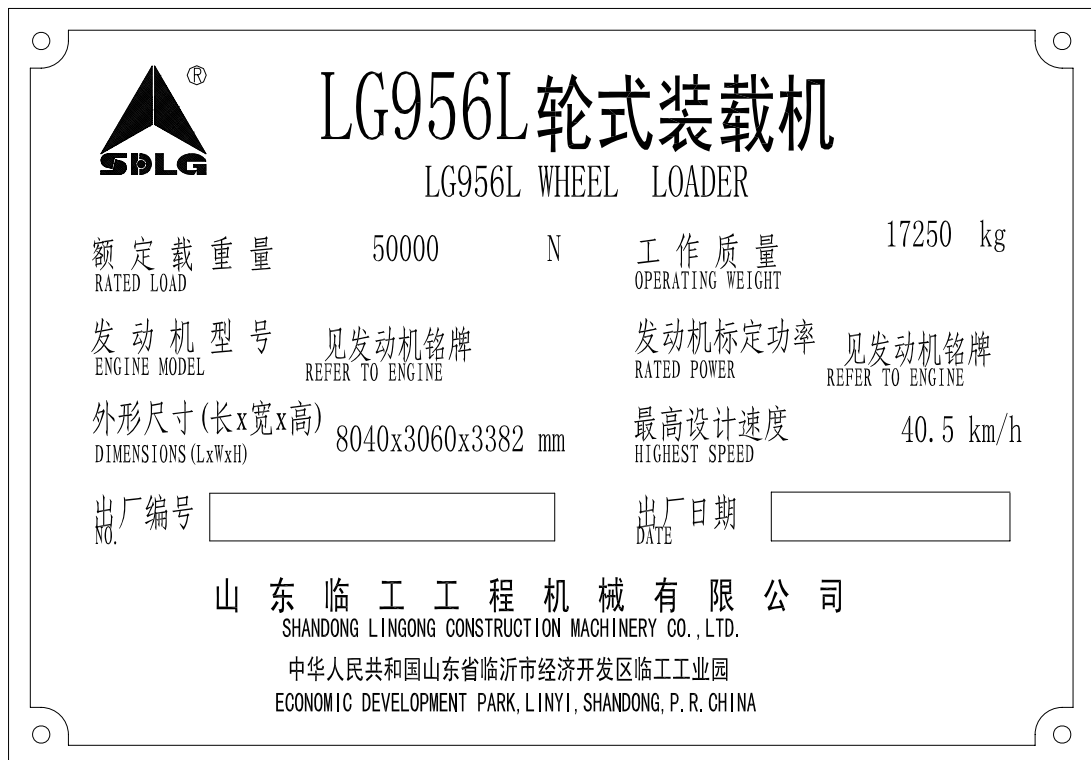 ®
SDLG
LG956L轮式装载机
LG956L WHEEL LOADER
额定载重量 50000 N
RATED LOAD
工作质量 17250 kg
OPERATING WEIGHT
发动机型号 见发动机铭牌
ENGINE MODEL REFER TO ENGINE
发动机标定功率 见发动机铭牌
RATED POWER REFER TO ENGINE
外形尺寸(长x宽x高) 8040x3060x3382 mm
DIMENSIONS(LxWxH)
最高设计速度 40.5 km/h
HIGHEST SPEED
出厂编号
NO.
出厂日期
DATE
山东临工工程机械有限公司
SHANDONG LINGONG CONSTRUCTION MACHINERY CO.,LTD.
中华人民共和国山东省临沂市经济开发区临工工业园
ECONOMIC DEVELOPMENT PARK,LINYI,SHANDONG,P.R.CHINA